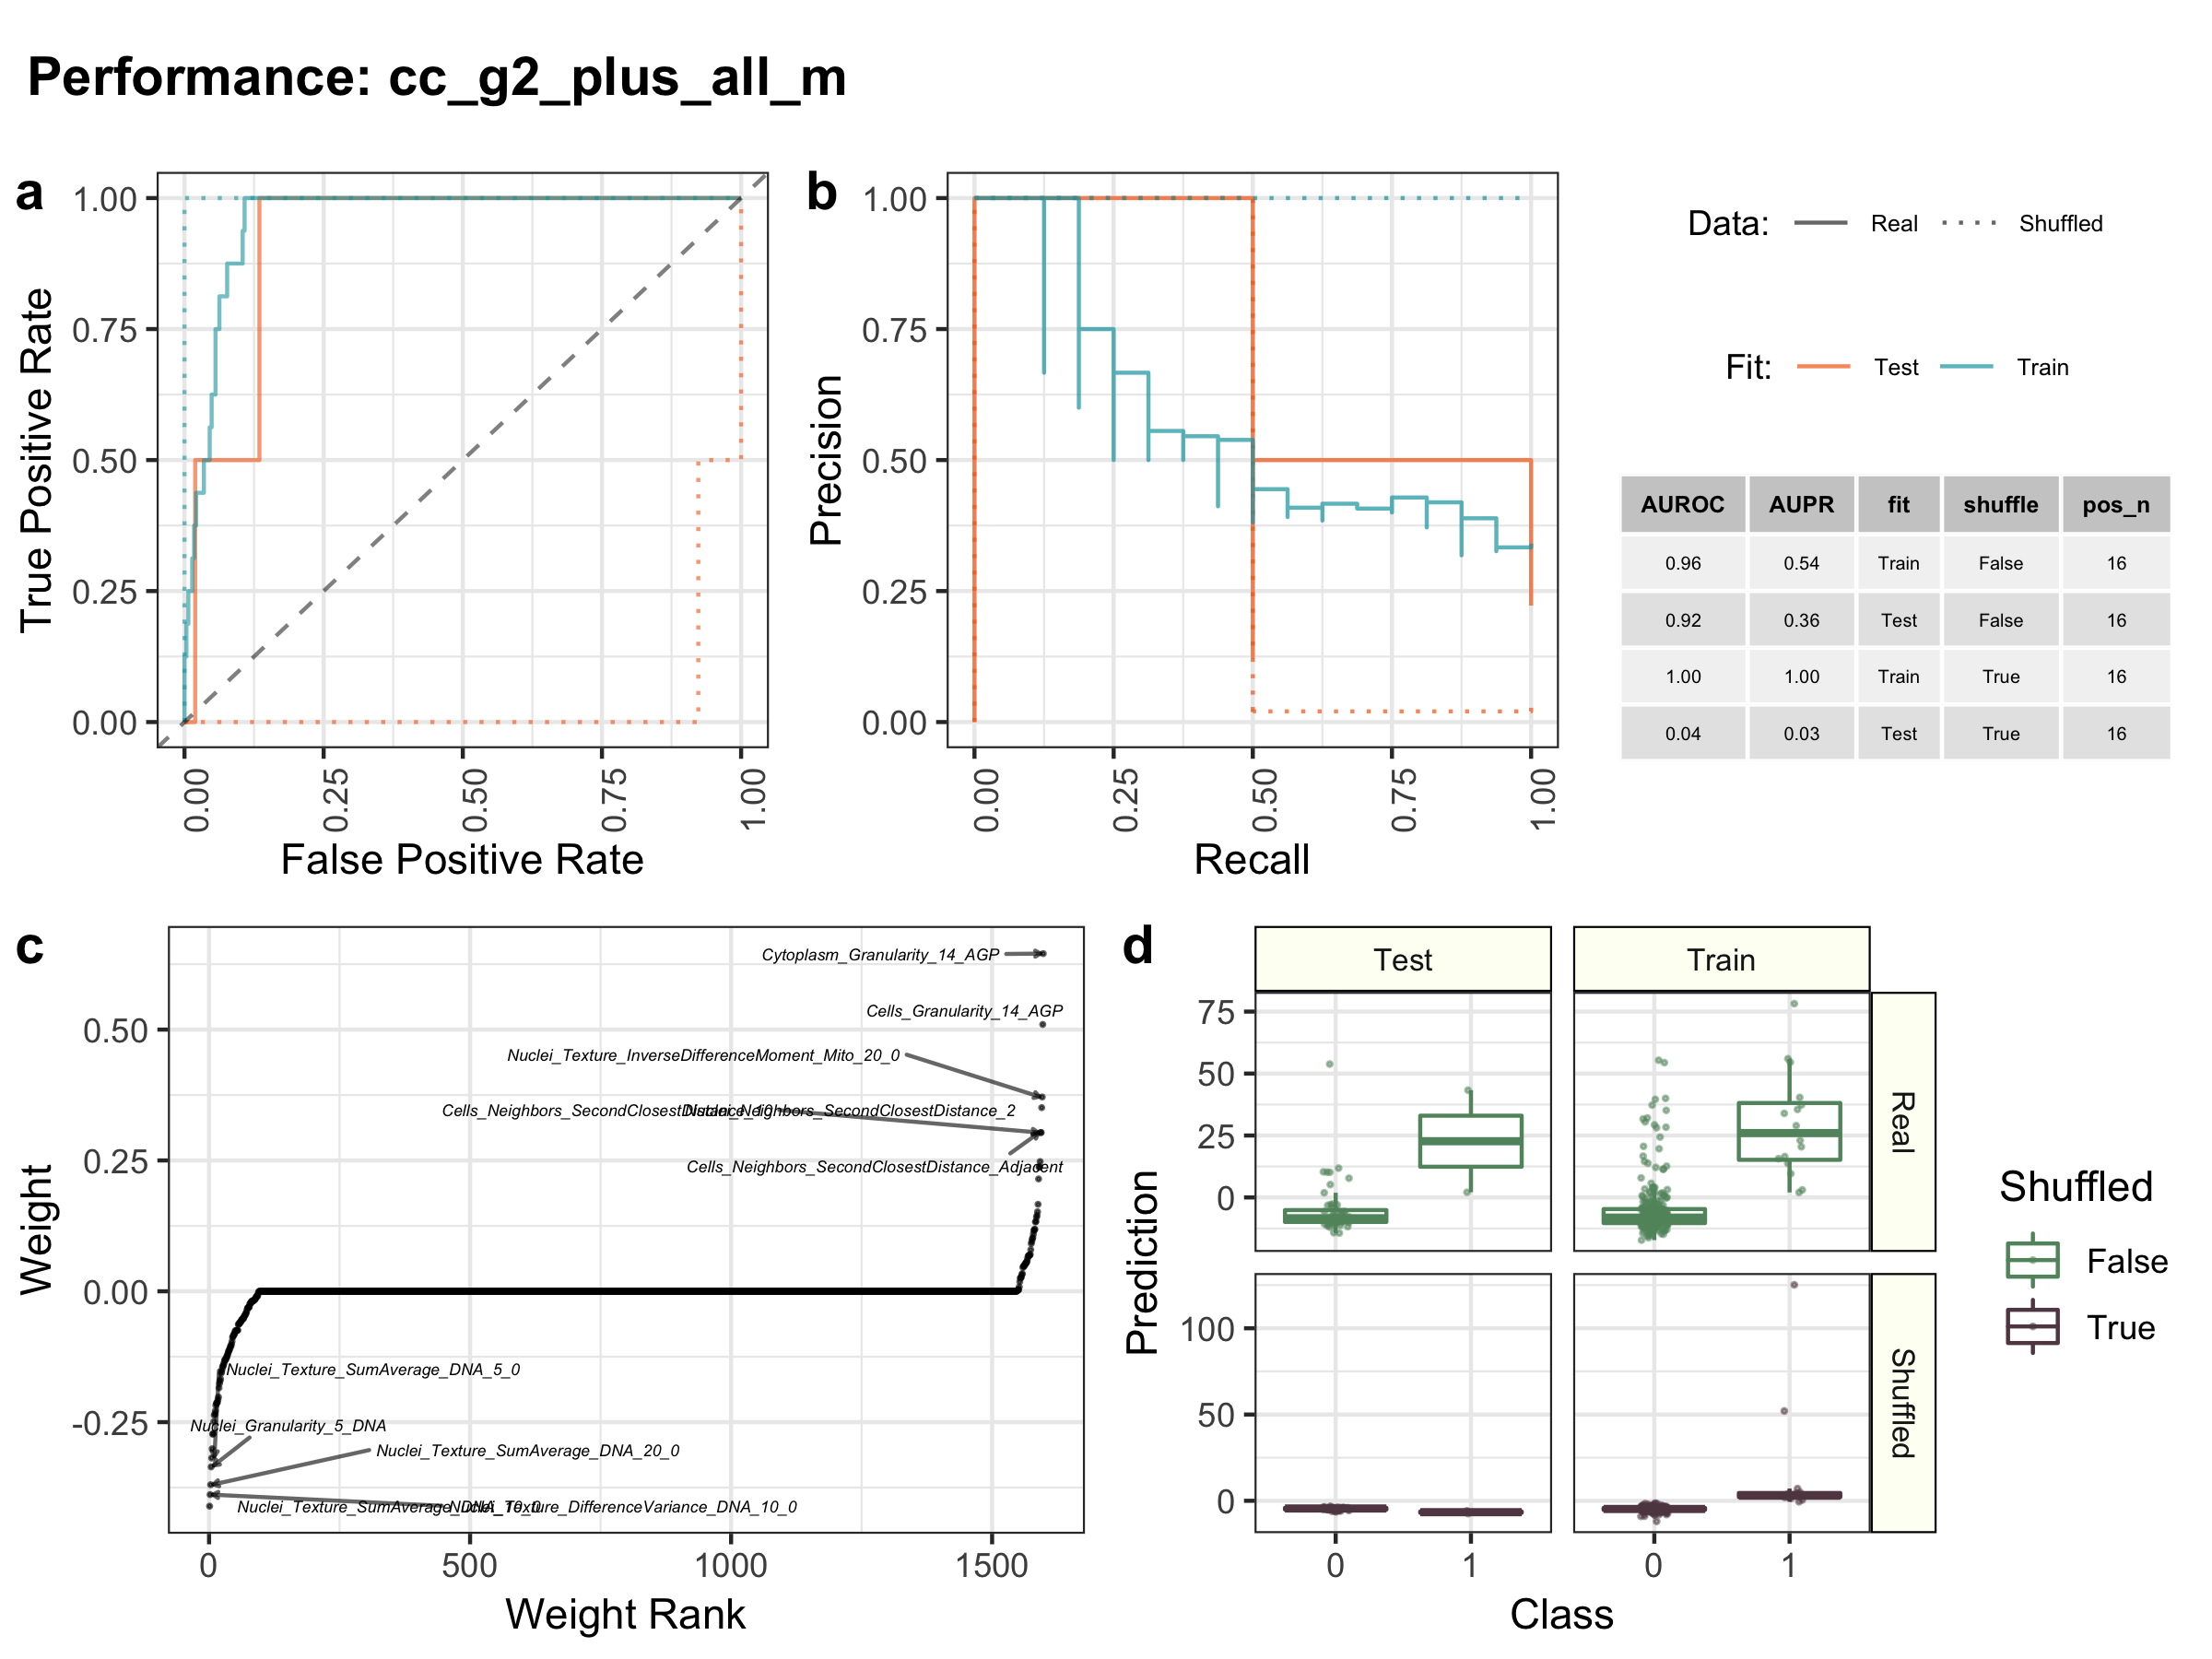 Performance: cc_g2_plus_all_m
a
1.00
0.75
0.50
0.25
0.00
True Positive Rate
0.00
0.25
0.50
0.75
1.00
False Positive Rate
b
1.00
0.75
0.50
0.25
0.00
Precision
0.00
0.25
0.50
0.75
1.00
Recall
Data: Real Shuffled
Fit: Test Train
AUROC AUPR fit shuffle pos_n
0.96 0.54 Train False 16
0.92 0.36 Test False 16
1.00 1.00 Train True 16
0.04 0.03 Test True 16
c
Cytoplasm_Granularity_14_AGP
Cells_Granularity_14_AGP
Nuclei_Texture_InverseDifferenceMoment_Mito_20_0
Cells_Neighbors_SecondClosestDistance_10
Nuclei_Neighbors_SecondClosestDistance_2
Cells_Neighbors_SecondClosestDistance_Adjacent
Nuclei_Texture_SumAverage_DNA_5_0
Nuclei_Granularity_5_DNA
Nuclei_Texture_SumAverage_DNA_20_0
Nuclei_Texture_SumAverage_DNA_10_0
Nuclei_Texture_DifferenceVariance_DNA_10_0
0.50
0.25
0.00
-0.25
Weight
0
500
1000
1500
Weight Rank
d
Test
Train
75
50
25
0
Real
100
50
0
Shuffled
Prediction
0
1
0
1
Class
Shuffled
False
True